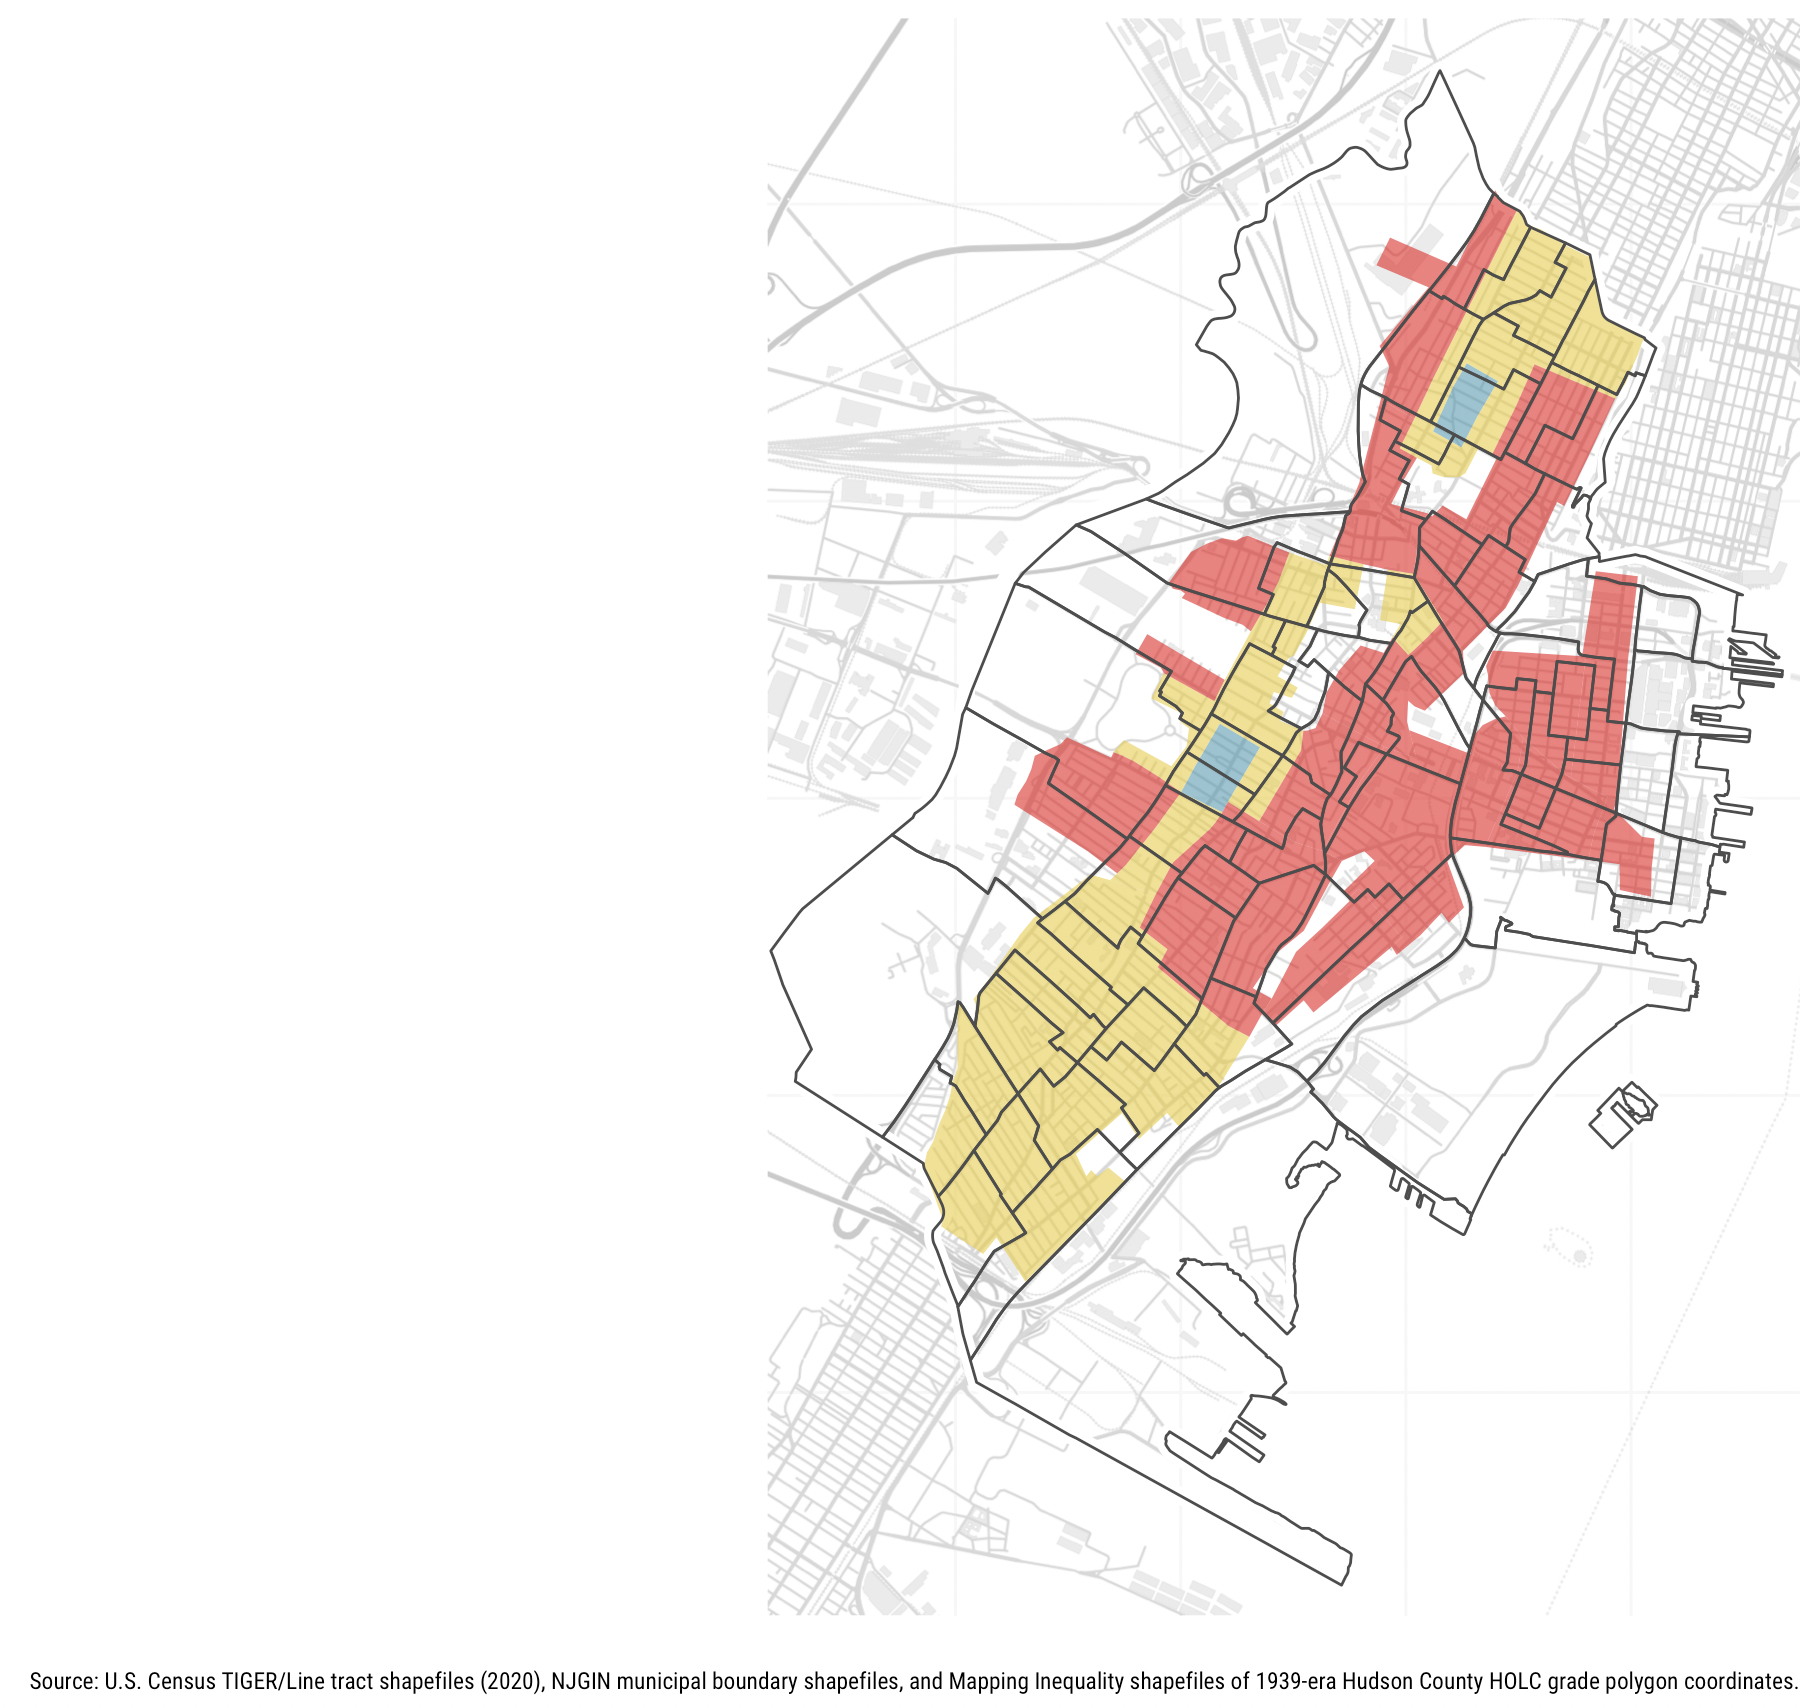 Source: U.S. Census TIGER/Line tract shapefiles (2020), NJGIN municipal boundary shapefiles, and Mapping Inequality shapefiles of 1939-era Hudson County HOLC grade polygon coordinates.